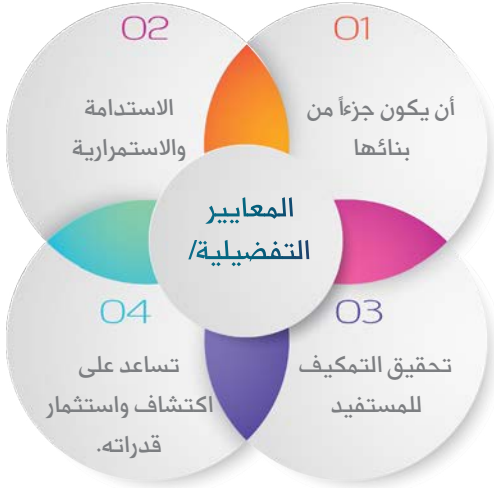 01
أن يكون جزءاً من
بنائها
02
الاستدامة
والاستمرارية
المعايير
التفضيلية/
03
تحقيق التمكيف
للمستفيد
04
تساعد على
اكتشاف واستثمار
قدراته.